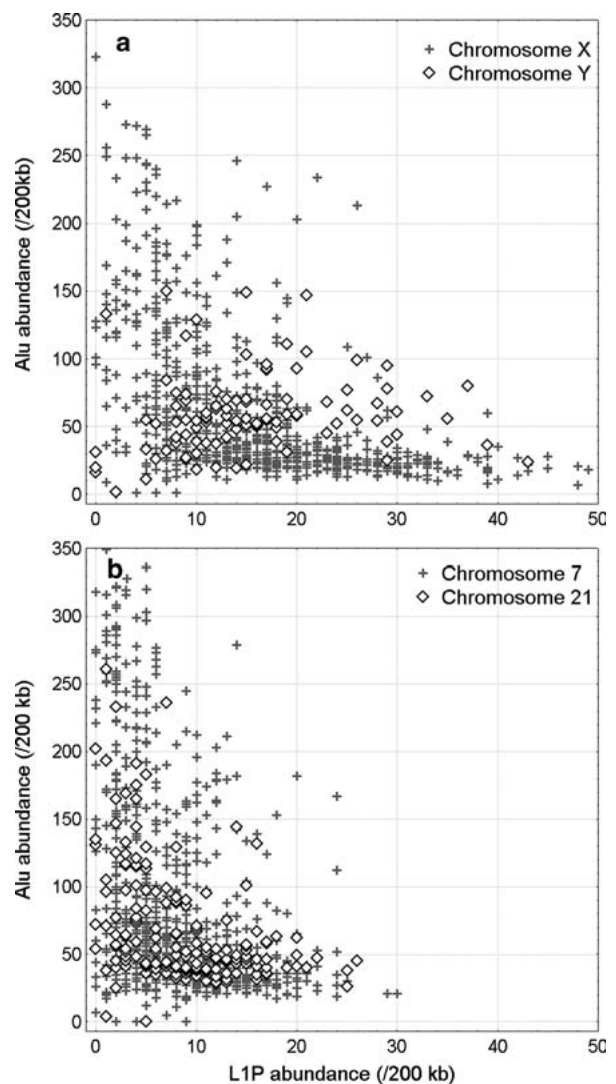 a
Chromosome X
Chromosome Y
Alu abundance (/200kb)
350
300
250
200
150
100
50
0
0 10 20 30 40 50
b
Chromosome 7
Chromosome 21
Alu abundance (/200 kb)
350
300
250
200
150
100
50
0
0 10 20 30 40 50
L1P abundance (/200 kb)